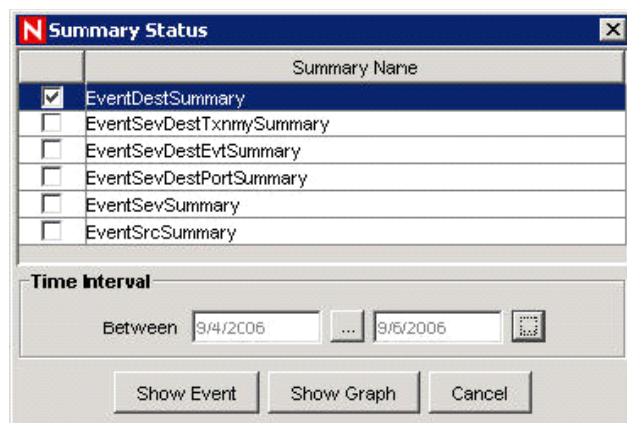 N Summary Status
Summary Name
EventDestSummary
EventSevDestTxnmySummary
EventSevDestEvtSummary
EventSevDestPortSummary
EventSevSummary
EventSrcSummary
Time Interval
Between 9/4/2006 ... 9/6/2006 ...
Show Event Show Graph Cancel